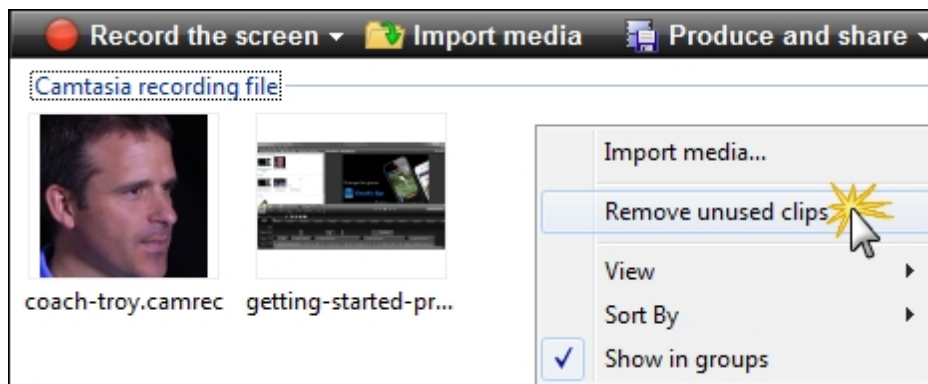 Record the screen Import media Produce and share
Camtasia recording file
Import media...
Remove unused clips
View
Sort By
Show in groups
coach-troy.camrec getting-started-pr...